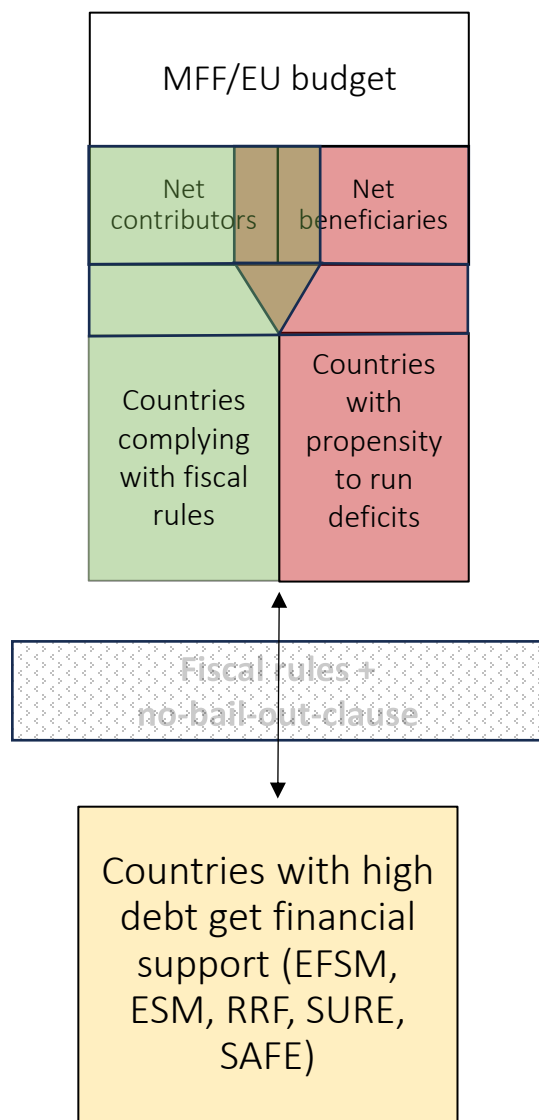 MFF/EU budget
Net
contributors
Net
beneficiaries
Countries
complying
with fiscal
rules
Countries
with
propensity
to run
deficits
Fiscal rules +
no-bail-out-clause
Countries with high
debt get financial
support (EFSM,
ESM, RRF, SURE,
SAFE)